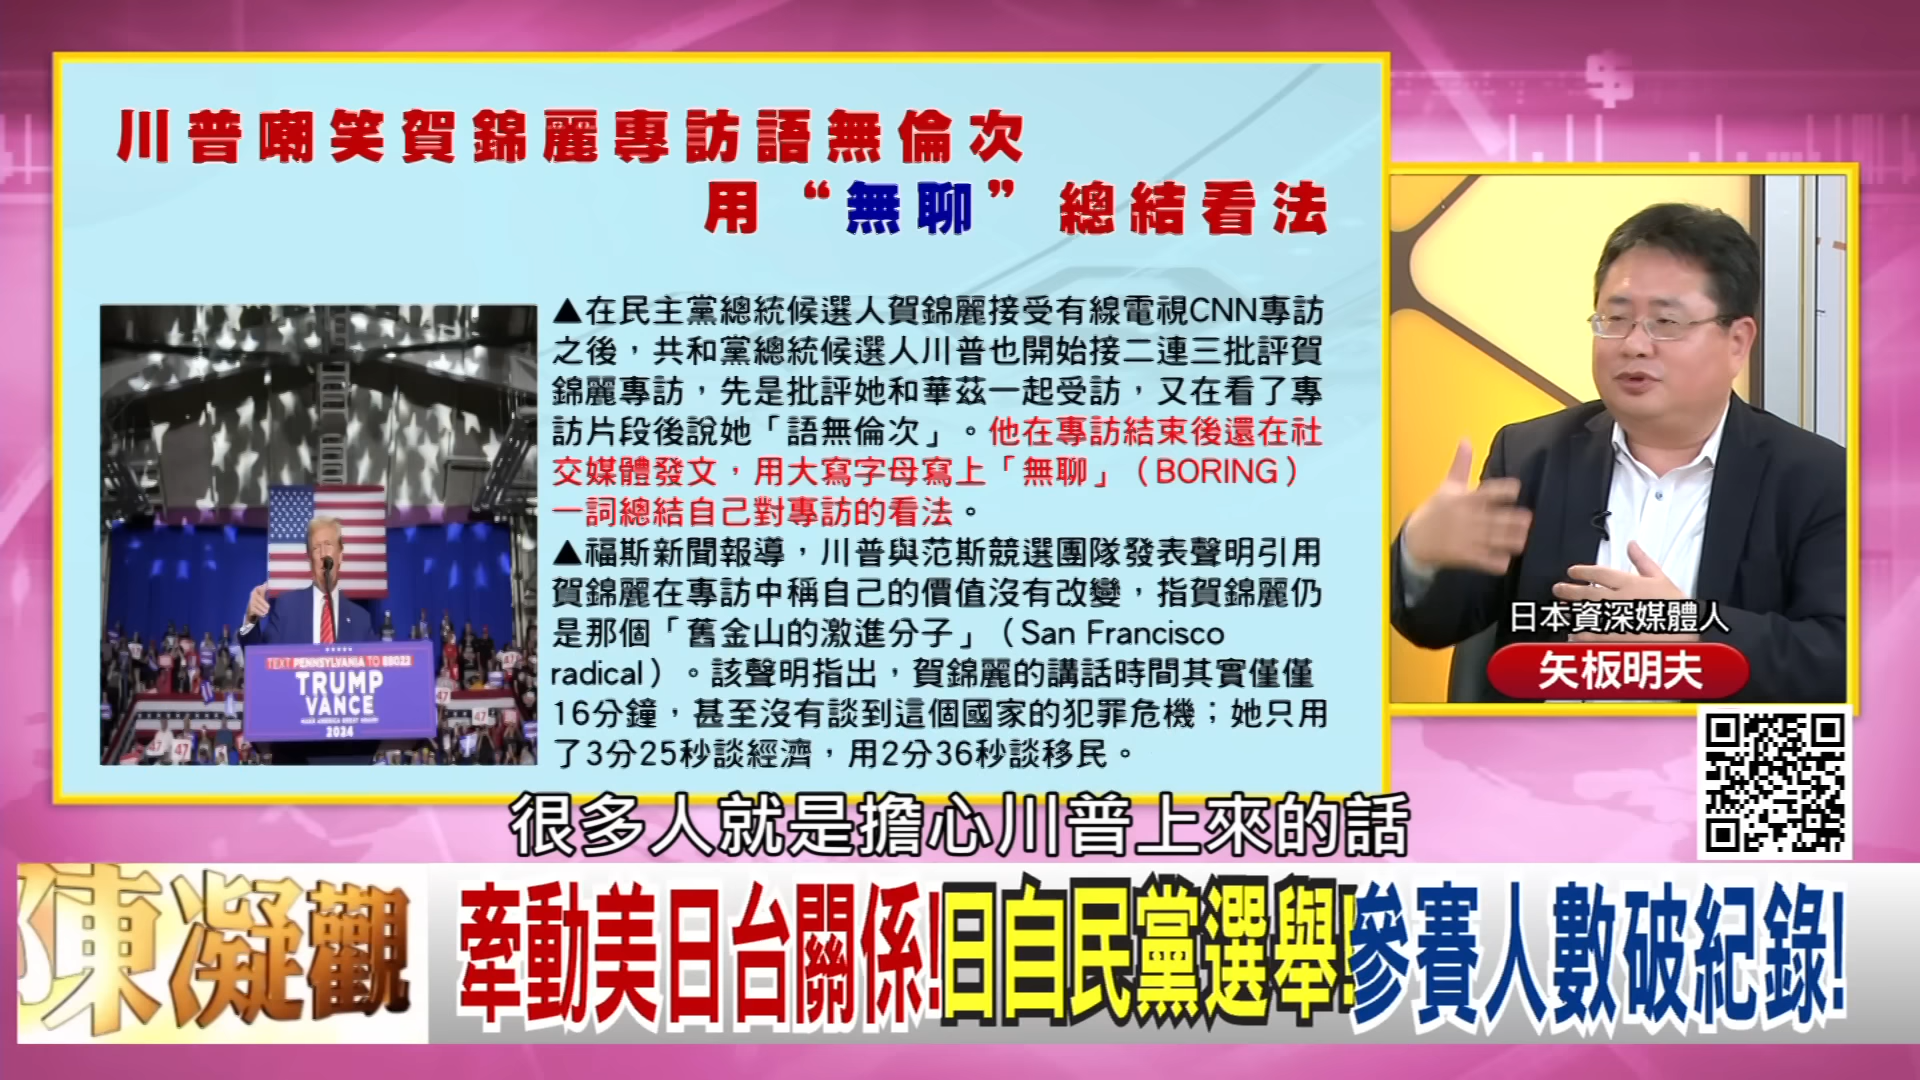 川普嘲笑賀錦麗專訪語無倫次
用“無聊”總結看法
▲在民主黨總統候選人賀錦麗接受有線電視CNN專訪
之後，共和黨總統候選人川普也開始接二連三批評賀
錦麗專訪，先是批評她和華茲一起受訪，又在看了專
訪片段後說她「語無倫次」。他在專訪結束後還在社
交媒體發文，用大寫字母寫上「無聊」（BORING）
一詞總結自己對專訪的看法。
▲福斯新聞報導，川普與范斯競選團隊發表聲明引用
賀錦麗在專訪中稱自己的價值沒有改變，指賀錦麗仍
是那個「舊金山的激進分子」（San Francisco
radical）。該聲明指出，賀錦麗的講話時間其實僅僅
16分鐘，甚至沒有談到這個國家的犯罪危機；她只用
了3分25秒談經濟，用2分36秒談移民。
TEXT PENNSYLVANIA TO 88022
TRUMP
VANCE
MAKE AMERICA GREAT AGAIN!
2024
47
47
47
47
日本資深媒體人
矢板明夫
很多人就是擔心川普上來的話
陳凝觀
牽動美日台關係!日自民黨選舉!參賽人數破紀錄!